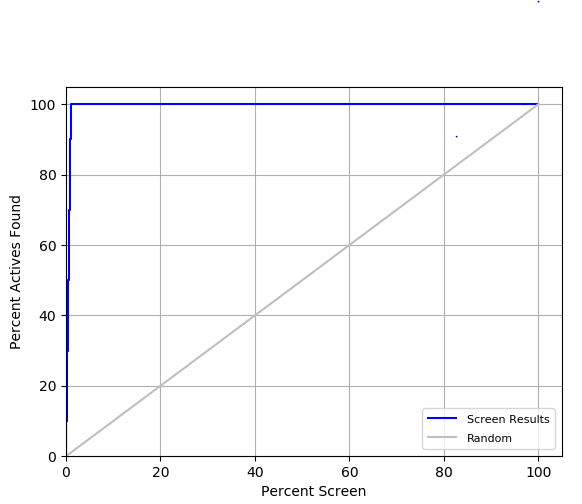 100
80
60
40
20
0
Percent Actives Found
0 20 40 60 80 100
Percent Screen
Screen Results
Random